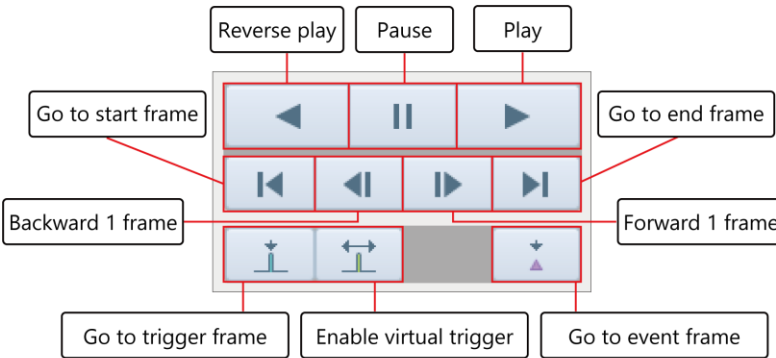 Reverse play
Pause
Play
Go to start frame
Go to end frame
Backward 1 frame
Forward 1 frame
Go to trigger frame
Enable virtual trigger
Go to event frame